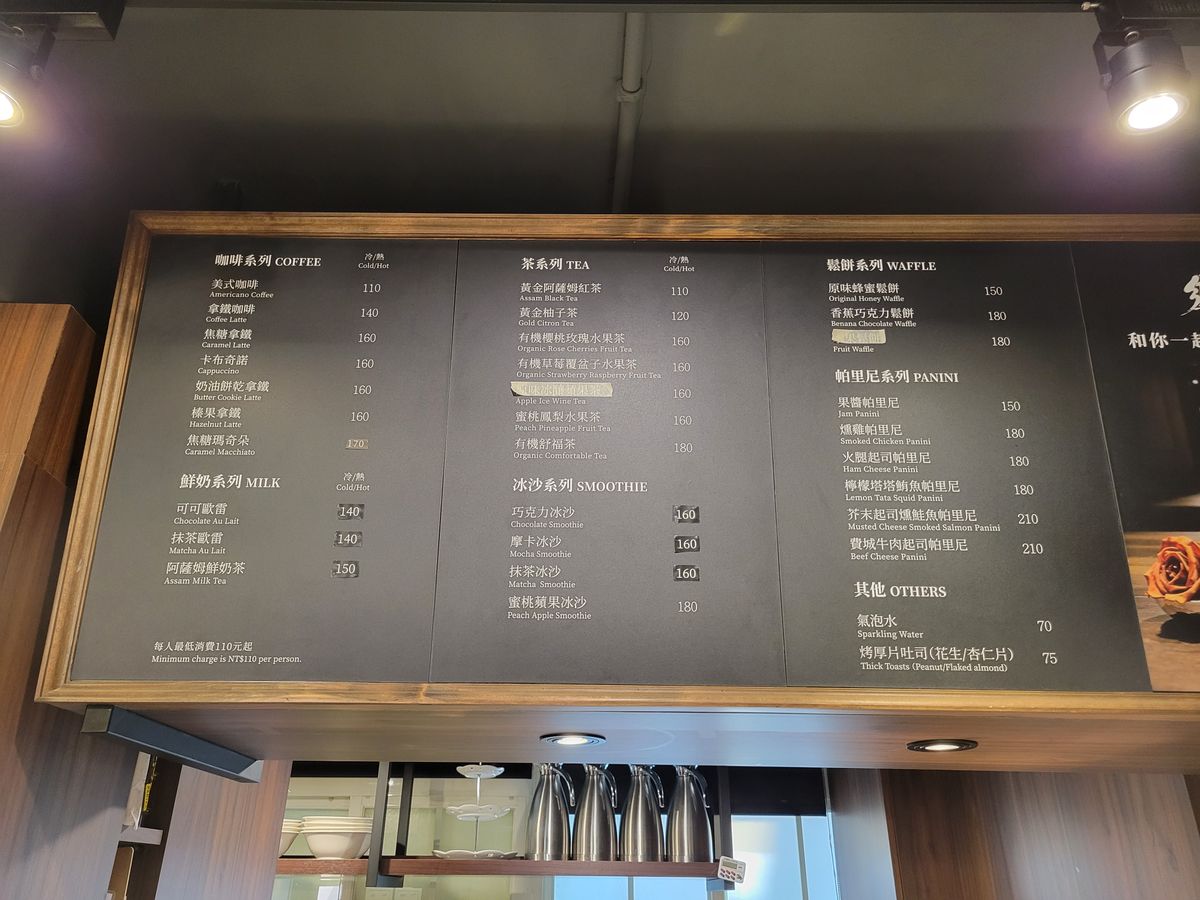 咖啡系列 COFFEE 冷/熱
Cold/Hot
美式咖啡 110
Americano Coffee
拿鐵咖啡 140
Coffee Latte
焦糖拿鐵 160
Caramel Latte
卡布奇諾 160
Cappuccino
奶油餅乾拿鐵 160
Butter Cookie Latte
榛果拿鐵 160
Hazelnut Latte
焦糖瑪奇朵 170
Caramel Macchiato
鮮奶系列 MILK 冷/熱
Cold/Hot
可可歐雷 140
Chocolate Au Lait
抹茶歐雷 140
Matcha Au Lait
阿薩姆鮮奶茶 150
Assam Milk Tea
每人最低消費110元起
Minimum charge is NT$110 per person.
茶系列 TEA 冷/熱
Cold/Hot
黃金阿薩姆紅茶 110
Assam Black Tea
黃金柚子茶 120
Gold Citron Tea
有機櫻桃玫瑰水果茶 160
Organic Rose Cherries Fruit Tea
有機草莓覆盆子水果茶 160
Organic Strawberry Raspberry Fruit Tea
160
Apple Ice Wine Tea
蜜桃鳳梨水果茶 160
Peach Pineapple Fruit Tea
有機舒福茶 180
Organic Comfortable Tea
冰沙系列 SMOOTHIE
巧克力冰沙 160
Chocolate Smoothie
摩卡冰沙 160
Mocha Smoothie
抹茶冰沙 160
Matcha Smoothie
蜜桃蘋果冰沙 180
Peach Apple Smoothie
鬆餅系列 WAFFLE
原味蜂蜜鬆餅 150
Original Honey Waffle
香蕉巧克力鬆餅 180
Benana Chocolate Waffle
180
Fruit Waffle
帕里尼系列 PANINI
果醬帕里尼 150
Jam Panini
燻雞帕里尼 180
Smoked Chicken Panini
火腿起司帕里尼 180
Ham Cheese Panini
檸檬塔塔鮪魚帕里尼 180
Lemon Tata Squid Panini
芥未起司燻鮭魚帕里尼 210
Musted Cheese Smoked Salmon Panini
費城牛肉起司帕里尼 210
Beef Cheese Panini
其他 OTHERS
氣泡水 70
Sparkling Water
烤厚片吐司(花生/杏仁片) 75
Thick Toasts (Peanut/Flaked almond)
和你一起